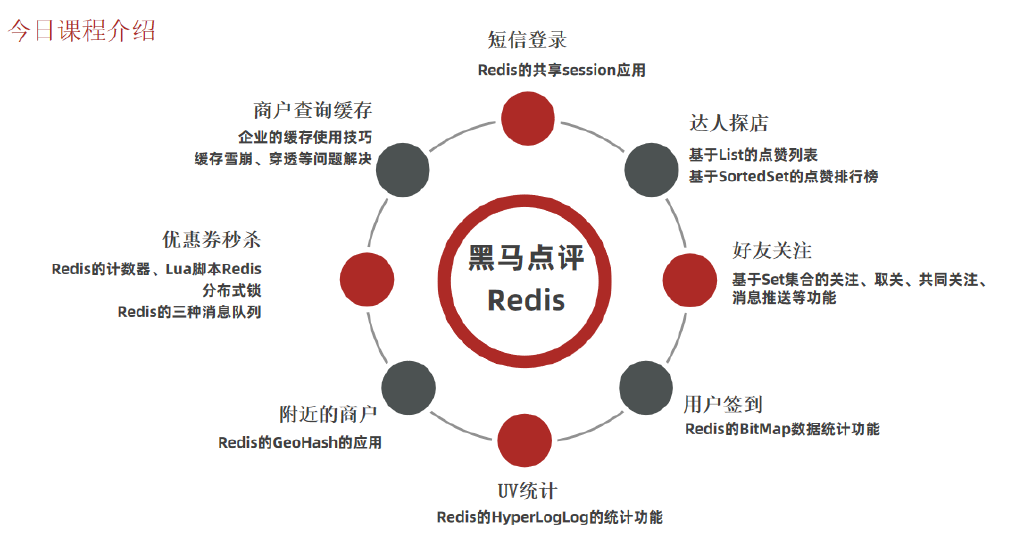 今日课程介绍
短信登录
Redis的共享session应用
商户查询缓存
企业的缓存使用技巧
缓存雪崩、穿透等问题解决
达人探店
基于List的点赞列表
基于SortedSet的点赞排行榜
优惠券秒杀
Redis的计数器、Lua脚本Redis
分布式锁
Redis的三种消息队列
黑马点评
Redis
好友关注
基于Set集合的关注、取关、共同关注、
消息推送等功能
附近的商户
Redis的GeoHash的应用
用户签到
Redis的BitMap数据统计功能
UV统计
Redis的HyperLogLog的统计功能